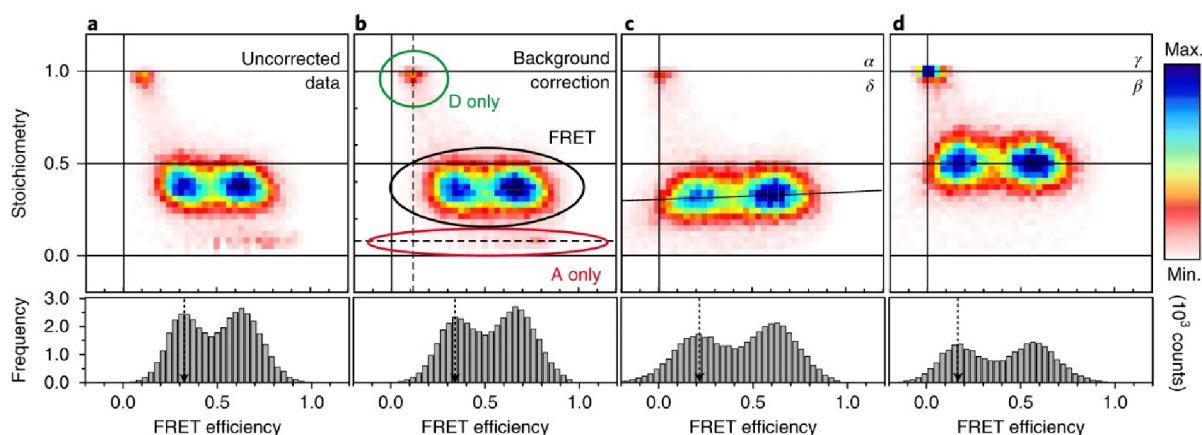 a
b
c
d
Uncorrected
data
Background
correction
α
δ
γ
β
D only
FRET
A only
Stoichiometry
1.0
0.5
0.0
Max.
Min.
Frequency
3.0
2.0
1.0
0.0
(10³ counts)
0.0 0.5 1.0
0.0 0.5 1.0
0.0 0.5 1.0
0.0 0.5 1.0
FRET efficiency
FRET efficiency
FRET efficiency
FRET efficiency